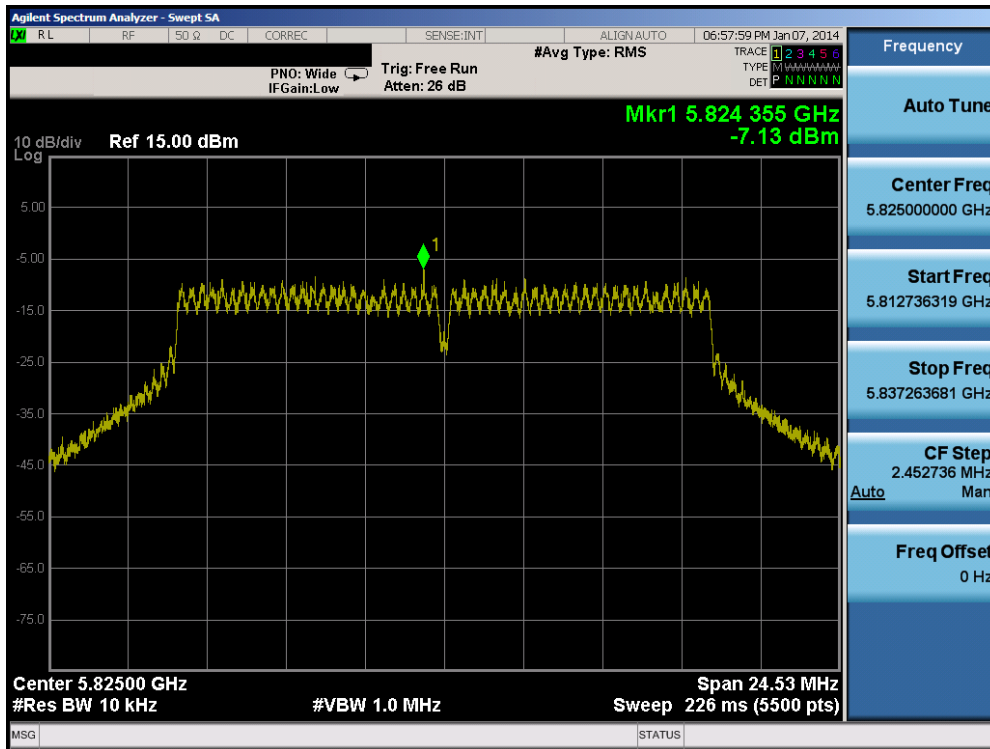 Agilent Spectrum Analyzer - Swept SA
LXI RL RF 50 Ω DC CORREC SENSE:INT ALIGN AUTO 06:57:59 PM Jan 07, 2014
#Avg Type: RMS TRACE 1 2 3 4 5 6
PNO: Wide Trig: Free Run TYPE M WWWWW
IFGain:Low Atten: 26 dB DET P N N N N N
Mkr1 5.824 355 GHz
-7.13 dBm
10 dB/div Ref 15.00 dBm
Log
5.00
-5.00
-15.0
-25.0
-35.0
-45.0
-55.0
-65.0
-75.0
1
Center 5.82500 GHz Span 24.53 MHz
#Res BW 10 kHz #VBW 1.0 MHz Sweep 226 ms (5500 pts)
MSG STATUS
Frequency
Auto Tune
Center Freq
5.825000000 GHz
Start Freq
5.812736319 GHz
Stop Freq
5.837263681 GHz
CF Step
2.452736 MHz
Auto Man
Freq Offset
0 Hz